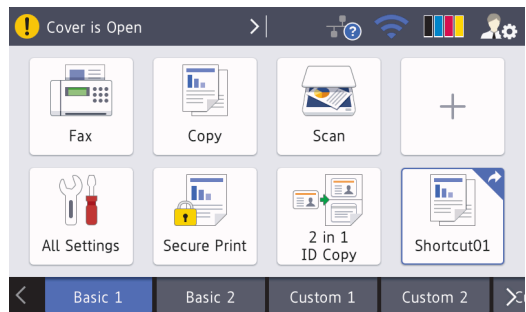 Cover is Open
Fax
Copy
Scan
All Settings
Secure Print
2 in 1
ID Copy
Shortcut01
Basic 1
Basic 2
Custom 1
Custom 2